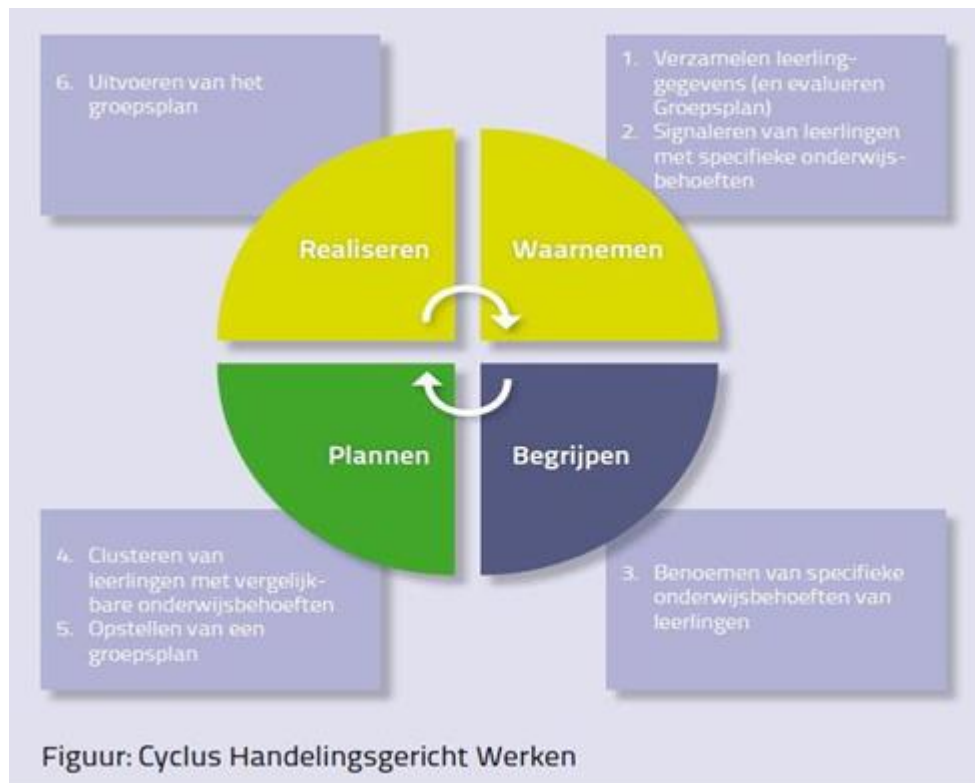 6. Uitvoeren van het
groepsplan
1. Verzamelen leerling-
gegevens (en evalueren
Groepsplan)
2. Signaleren van leerlingen
met specifieke onderwijs-
behoeften
Realiseren
Waarnemen
Plannen
Begrijpen
4. Clusteren van
leerlingen met vergelijk-
bare onderwijsbehoeften
5. Opstellen van een
groepsplan
3. Benoemen van specifieke
onderwijsbehoeften van
leerlingen
Figuur: Cyclus Handelingsgericht Werken